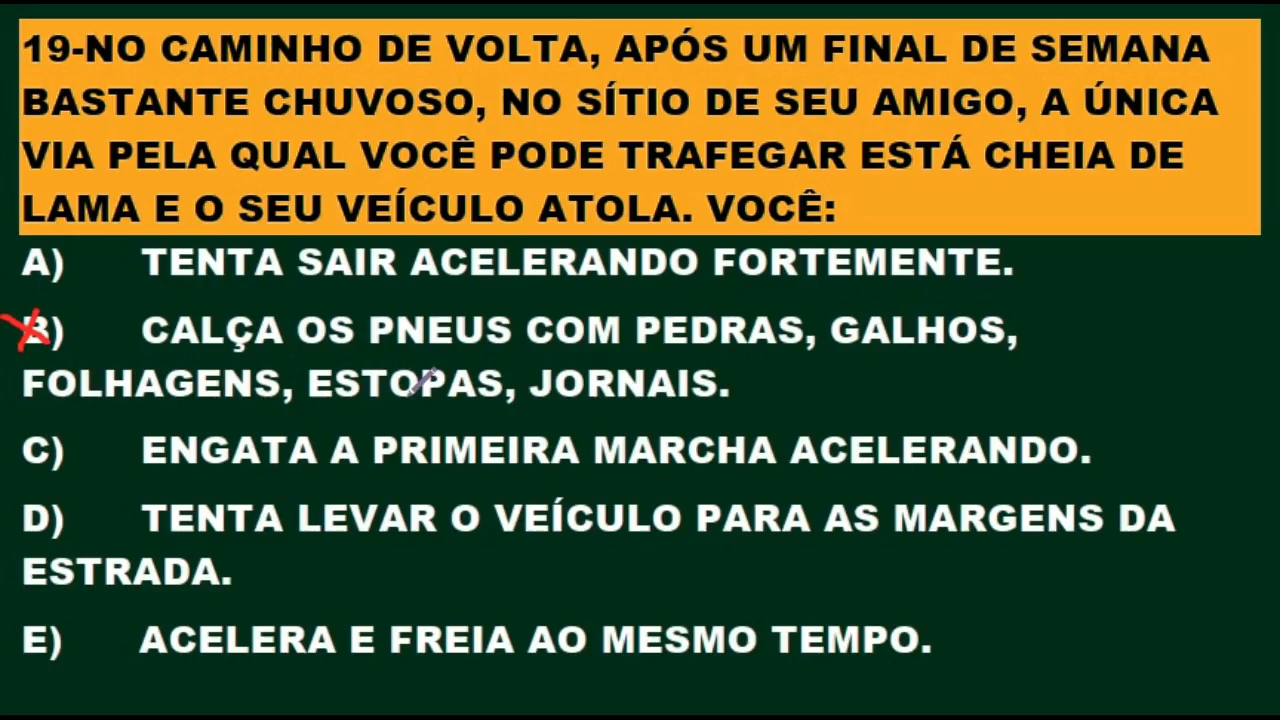 19-NO CAMINHO DE VOLTA, APÓS UM FINAL DE SEMANA
BASTANTE CHUVOSO, NO SÍTIO DE SEU AMIGO, A ÚNICA
VIA PELA QUAL VOCÊ PODE TRAFEGAR ESTÁ CHEIA DE
LAMA E O SEU VEÍCULO ATOLA. VOCÊ:
A) TENTA SAIR ACELERANDO FORTEMENTE.
B) CALÇA OS PNEUS COM PEDRAS, GALHOS,
FOLHAGENS, ESTOPAS, JORNAIS.
C) ENGATA A PRIMEIRA MARCHA ACELERANDO.
D) TENTA LEVAR O VEÍCULO PARA AS MARGENS DA
ESTRADA.
E) ACELERA E FREIA AO MESMO TEMPO.